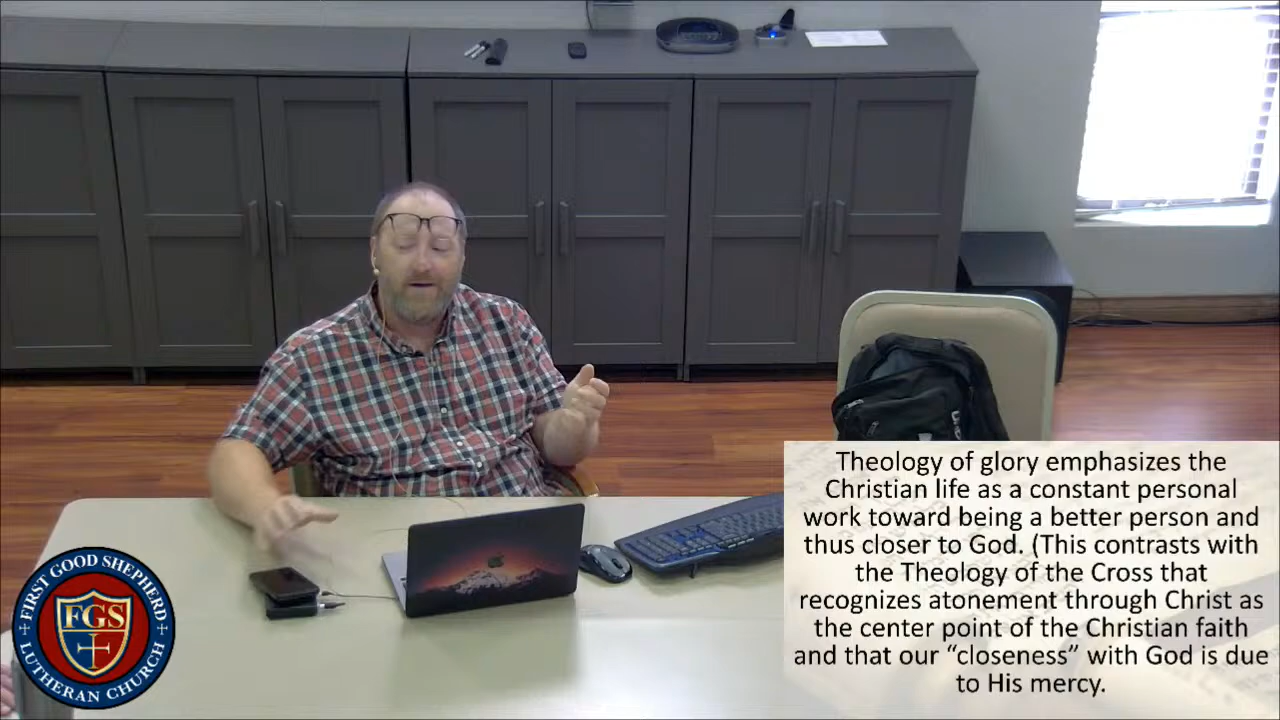 Theology of glory emphasizes the
Christian life as a constant personal
work toward being a better person and
thus closer to God. (This contrasts with
the Theology of the Cross that
recognizes atonement through Christ as
the center point of the Christian faith
and that our “closeness” with God is due
to His mercy.
FIRST GOOD SHEPHERD
FGS
LUTHERAN CHURCH